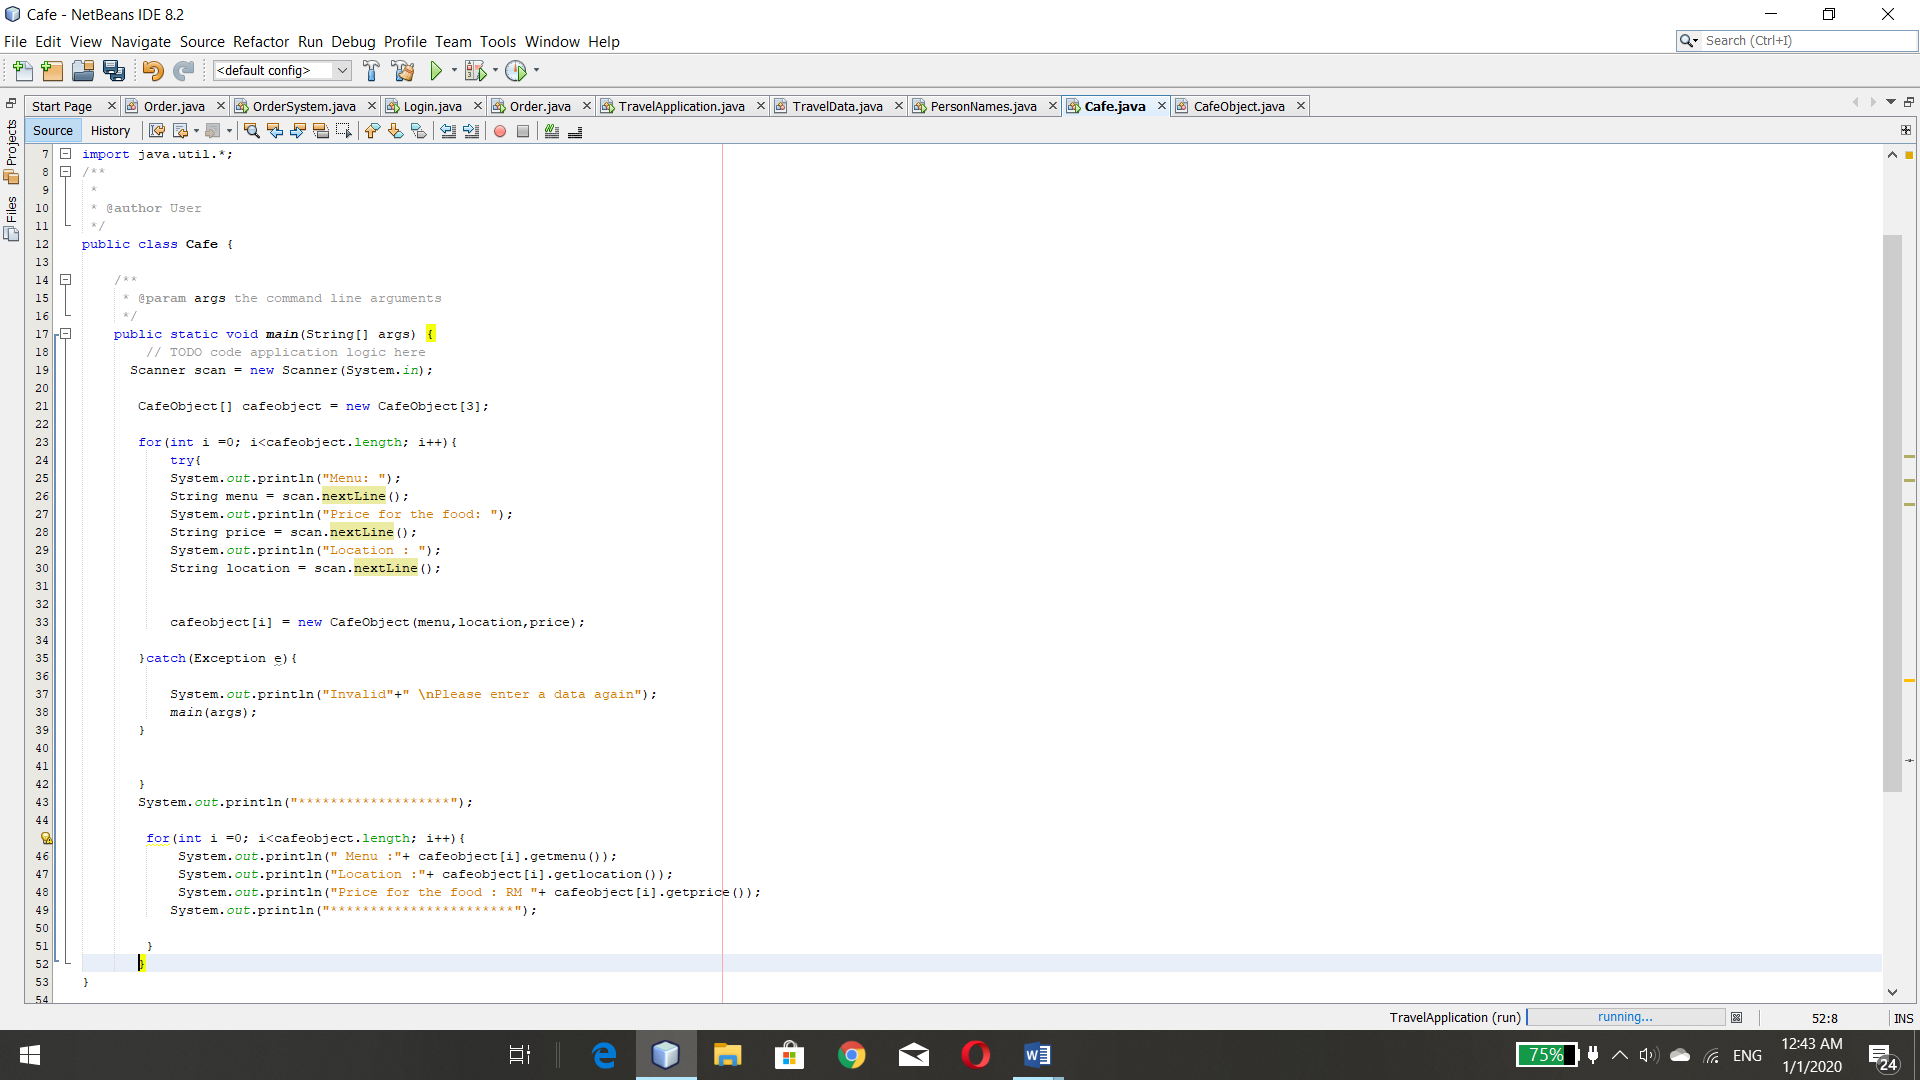 Cafe - NetBeans IDE 8.2
File Edit View Navigate Source Refactor Run Debug Profile Team Tools Window Help
Search (Ctrl+I)
<default config>
Start Page Order.java OrderSystem.java Login.java Order.java TravelApplication.java TravelData.java PersonNames.java Cafe.java CafeObject.java
Source History
Projects
Files
7 import java.util.*;
8 /**
9 *
10 * @author User
11 */
12 public class Cafe {
13
14 /**
15 * @param args the command line arguments
16 */
17 public static void main(String[] args) {
18 // TODO code application logic here
19 Scanner scan = new Scanner(System.in);
20
21 CafeObject[] cafeobject = new CafeObject[3];
22
23 for(int i =0; i<cafeobject.length; i++){
24 try{
25 System.out.println("Menu: ");
26 String menu = scan.nextLine();
27 System.out.println("Price for the food: ");
28 String price = scan.nextLine();
29 System.out.println("Location : ");
30 String location = scan.nextLine();
31
32
33 cafeobject[i] = new CafeObject(menu,location,price);
34
35 }catch(Exception e){
36
37 System.out.println("Invalid"+" \nPlease enter a data again");
38 main(args);
39 }
40
41
42 }
43 System.out.println("*******************");
44
for(int i =0; i<cafeobject.length; i++){
46 System.out.println(" Menu :"+ cafeobject[i].getmenu());
47 System.out.println("Location :"+ cafeobject[i].getlocation());
48 System.out.println("Price for the food : RM "+ cafeobject[i].getprice());
49 System.out.println("***********************");
50
51 }
52 }
53 }
54
TravelApplication (run) running... 52:8 INS
75% ENG 12:43 AM
1/1/2020
24